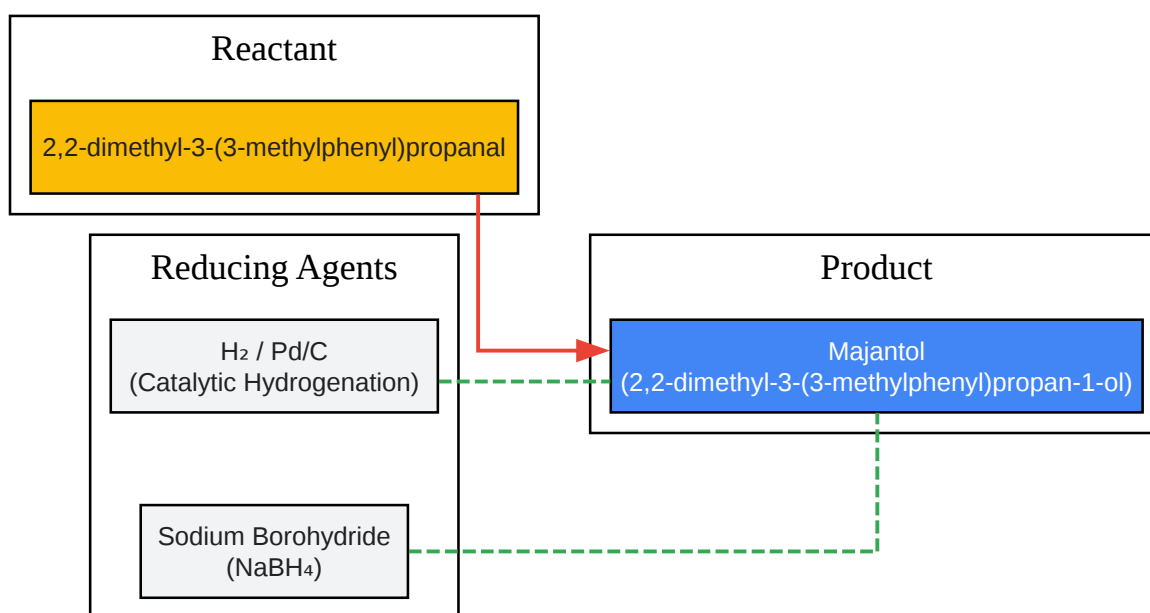 Reactant
2,2-dimethyl-3-(3-methylphenyl)propanal
Reducing Agents
H₂ / Pd/C
(Catalytic Hydrogenation)
Sodium Borohydride
(NaBH₄)
Product
Majantol
(2,2-dimethyl-3-(3-methylphenyl)propan-1-ol)